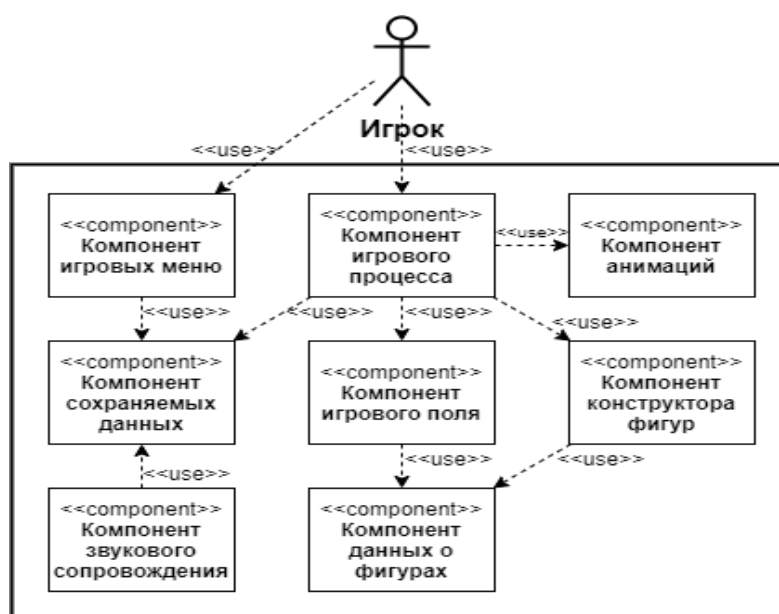 Игрок
<<use>>
<<use>>
<<component>>
Компонент
игровых меню
<<component>>
Компонент
игрового
процесса
<<use>>
<<component>>
Компонент
анимаций
<<use>>
<<use>>
<<use>>
<<use>>
<<component>>
Компонент
сохраняемых
данных
<<component>>
Компонент
игрового поля
<<component>>
Компонент
конструктора
фигур
<<use>>
<<use>>
<<use>>
<<component>>
Компонент
звукового
сопровождения
<<component>>
Компонент
данных о
фигурах